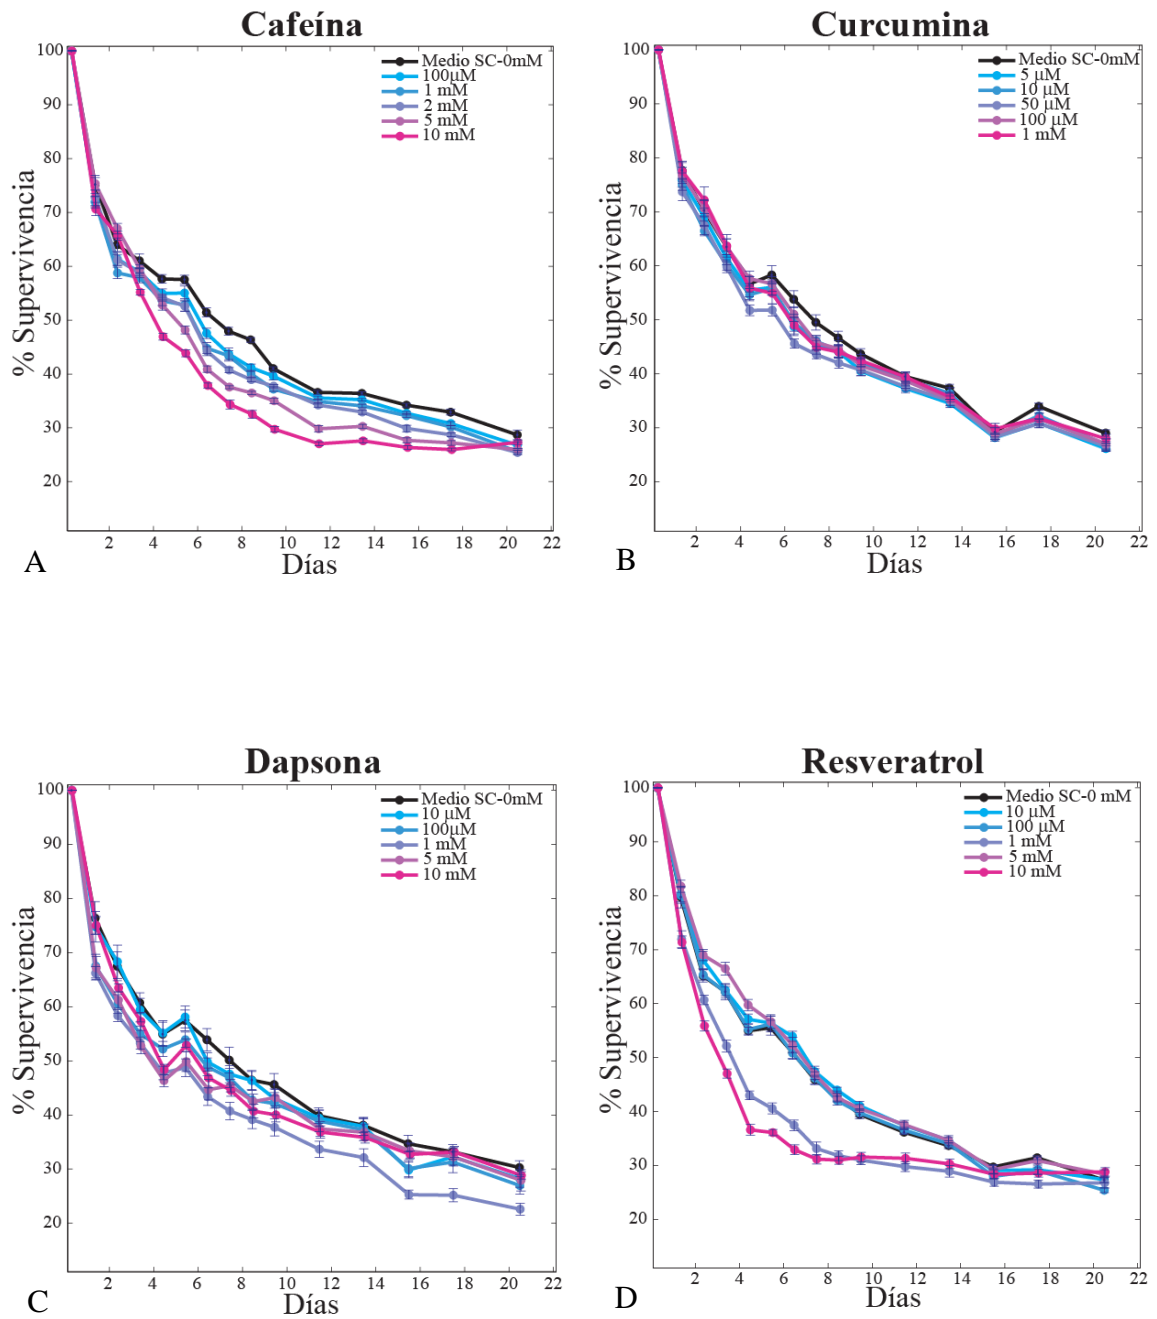 Cafeína
100
90
80
70
60
50
40
30
20
% Supervivencia
Medio SC-0mM
100μM
1 mM
2 mM
5 mM
10 mM
2 4 6 8 10 12 14 16 18 20 22
Días
A
Curcumina
100
90
80
70
60
50
40
30
20
% Supervivencia
Medio SC-0mM
5 μM
10 μM
50 μM
100 μM
1 mM
2 4 6 8 10 12 14 16 18 20 22
Días
B
Dapsona
100
90
80
70
60
50
40
30
20
% Supervivencia
Medio SC-0mM
10 μM
100μM
1 mM
5 mM
10 mM
2 4 6 8 10 12 14 16 18 20 22
Días
C
Resveratrol
100
90
80
70
60
50
40
30
20
% Supervivencia
Medio SC-0 mM
10 μM
100 μM
1 mM
5 mM
10 mM
2 4 6 8 10 12 14 16 18 20 22
Días
D